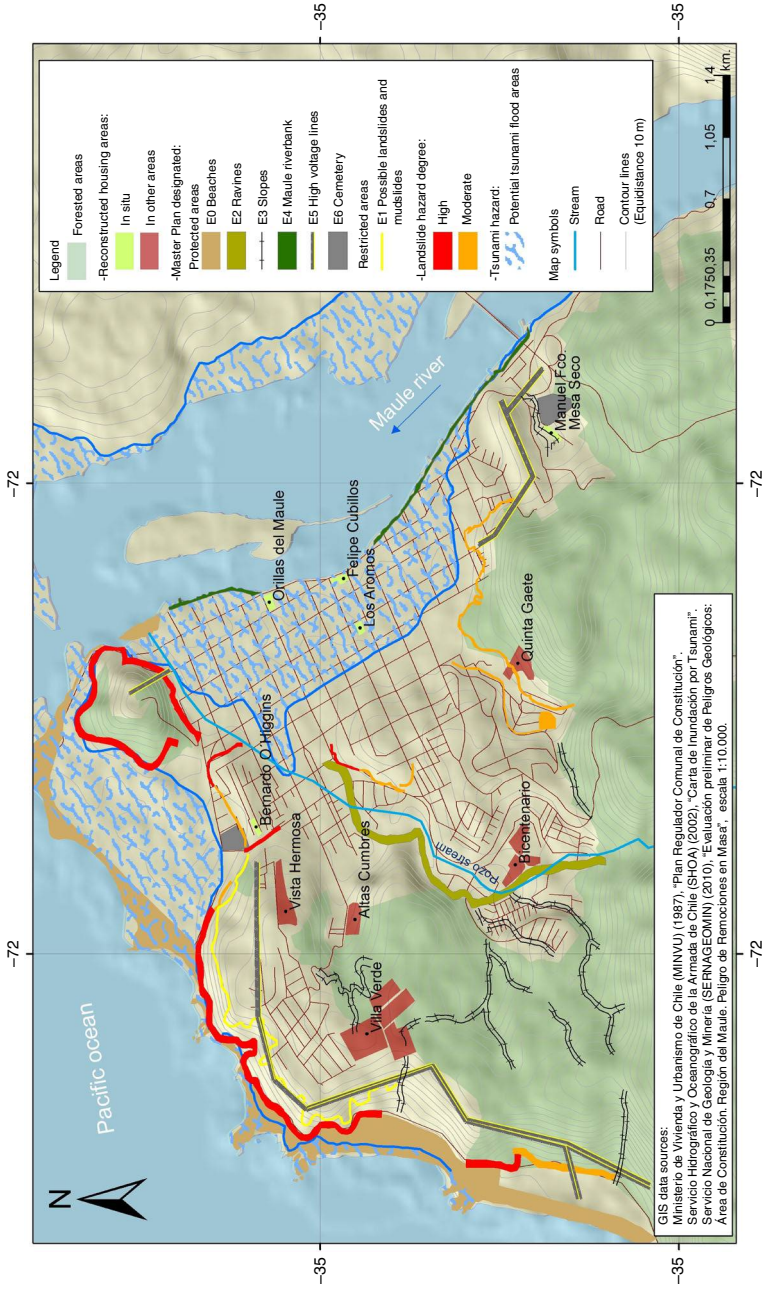 −72
−72
−35
−35
N
Pacific ocean
Maule river
Orillas del Maule
Felipe Cubillos
Los Aromos
Bernardo O´Higgins
Vista Hermosa
Altas Cumbres
Villa Verde
Pozo stream
Bicentenario
Quinta Gaete
Manuel Fco.
Mesa Seco
Legend
Forested areas
-Reconstructed housing areas:
In situ
In other areas
-Master Plan designated:
Protected areas
E0 Beaches
E2 Ravines
E3 Slopes
E4 Maule riverbank
E5 High voltage lines
E6 Cemetery
Restricted areas
E1 Possible landslides and
mudslides
-Landslide hazard degree:
High
Moderate
-Tsunami hazard:
Potential tsunami flood areas
Map symbols
Stream
Road
Contour lines
(Equidistance 10 m)
0 0,1750,35 0,7 1,05 1,4
km.
GIS data sources:
Ministerio de Vivienda y Urbanismo de Chile (MINVU) (1987), “Plan Regulador Comunal de Constitución”.
Servicio Hidrográfico y Oceanográfico de la Armada de Chile (SHOA) (2002), “Carta de Inundación por Tsunami”.
Servicio Nacional de Geología y Minería (SERNAGEOMIN) (2010), “Evaluación preliminar de Peligros Geológicos:
Área de Constitución. Región del Maule. Peligro de Remociones en Masa”, escala 1:10.000.
−35
−35
−72
−72